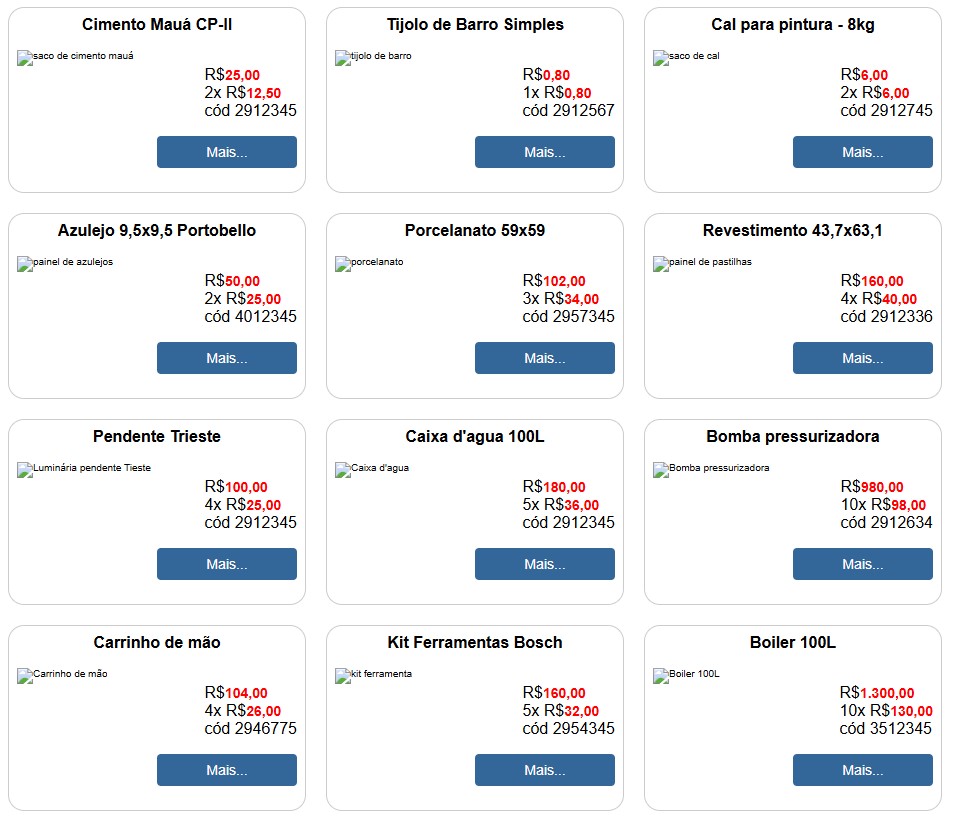 Cimento Mauá CP-II
saco de cimento mauá
R$25,00
2x R$12,50
cód 2912345
Mais...
Tijolo de Barro Simples
tijolo de barro
R$0,80
1x R$0,80
cód 2912567
Mais...
Cal para pintura - 8kg
saco de cal
R$6,00
2x R$6,00
cód 2912745
Mais...
Azulejo 9,5x9,5 Portobello
painel de azulejos
R$50,00
2x R$25,00
cód 4012345
Mais...
Porcelanato 59x59
porcelanato
R$102,00
3x R$34,00
cód 2957345
Mais...
Revestimento 43,7x63,1
painel de pastilhas
R$160,00
4x R$40,00
cód 2912336
Mais...
Pendente Trieste
Luminária pendente Tieste
R$100,00
4x R$25,00
cód 2912345
Mais...
Caixa d'agua 100L
Caixa d'agua
R$180,00
5x R$36,00
cód 2912345
Mais...
Bomba pressurizadora
Bomba pressurizadora
R$980,00
10x R$98,00
cód 2912634
Mais...
Carrinho de mão
Carrinho de mão
R$104,00
4x R$26,00
cód 2946775
Mais...
Kit Ferramentas Bosch
kit ferramenta
R$160,00
5x R$32,00
cód 2954345
Mais...
Boiler 100L
Boiler 100L
R$1.300,00
10x R$130,00
cód 3512345
Mais...